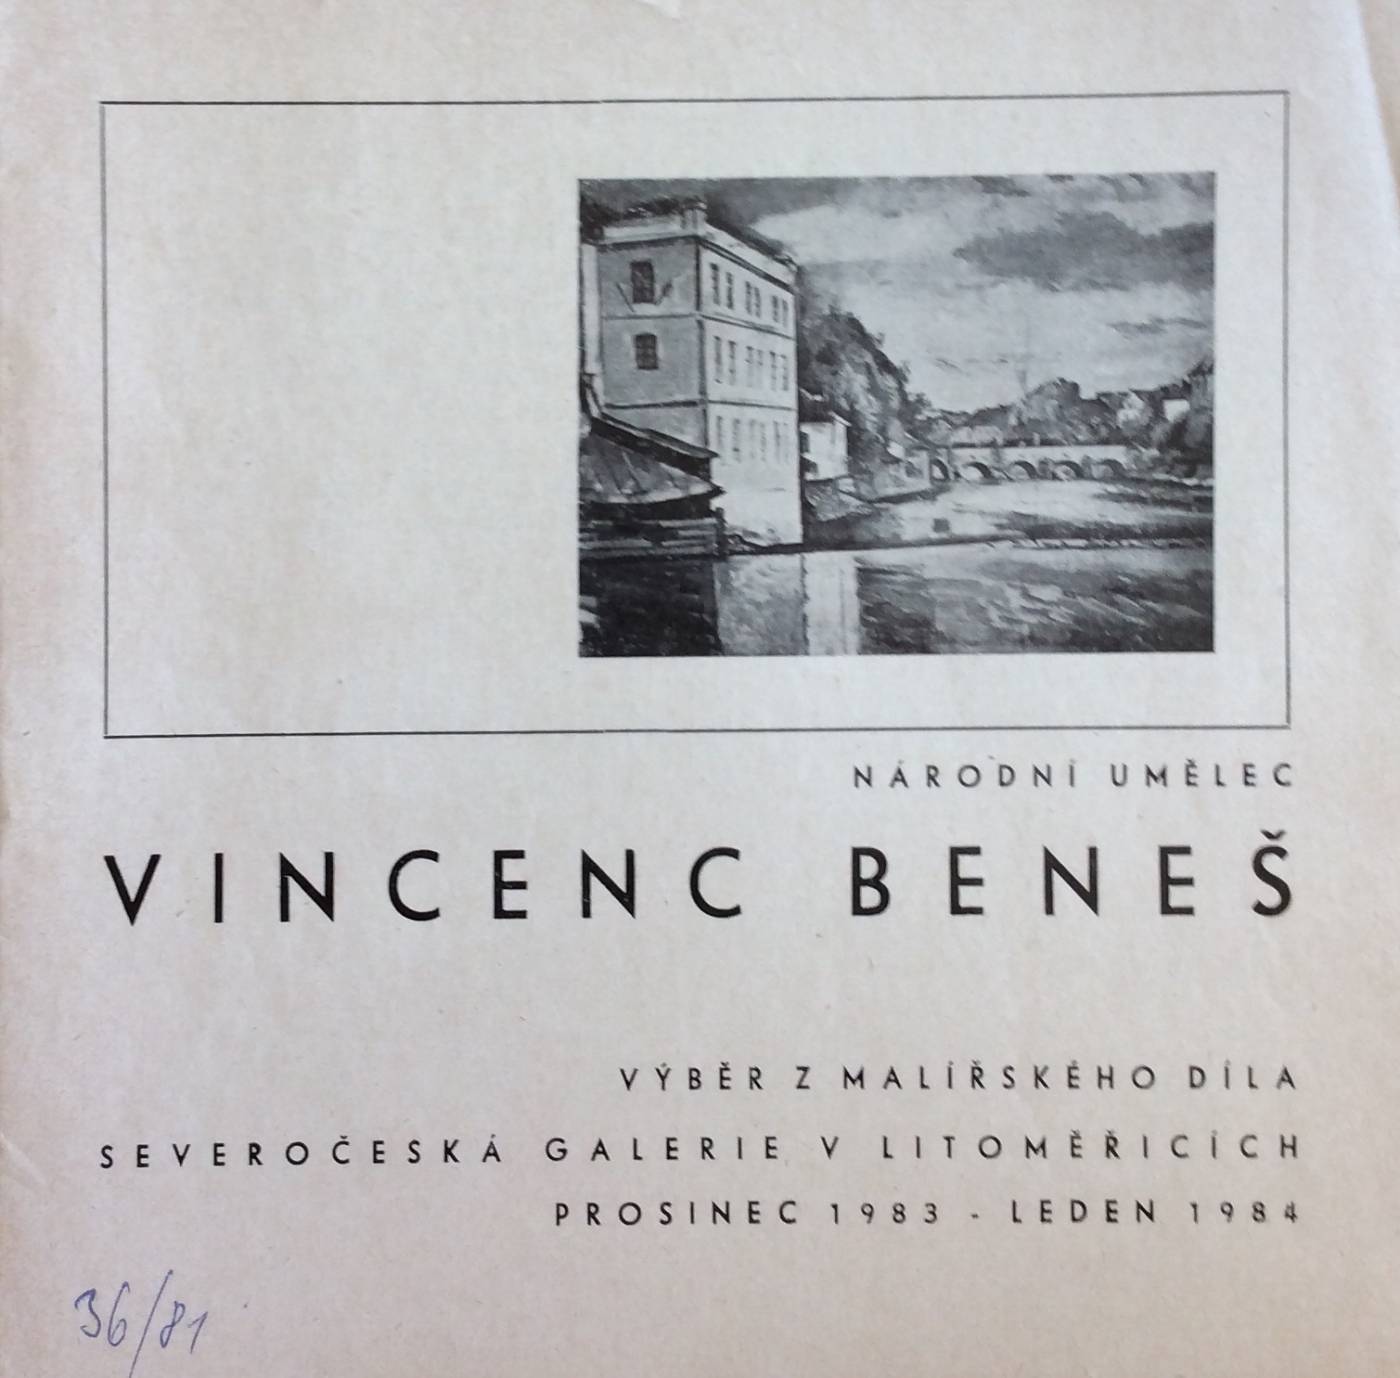 NÁRODNÍ UMĚLEC
VINCENC BENEŠ
VÝBĚR Z MALÍŘSKÉHO DÍLA
SEVEROČESKÁ GALERIE V LITOMĚŘICÍCH
PROSINEC 1983 - LEDEN 1984
36/81